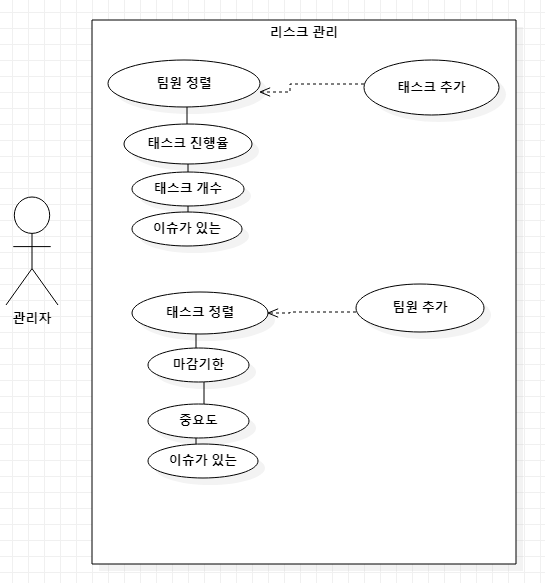 리스크 관리
팀원 정렬
태스크 추가
태스크 진행율
태스크 개수
이슈가 있는
관리자
태스크 정렬
팀원 추가
마감기한
중요도
이슈가 있는